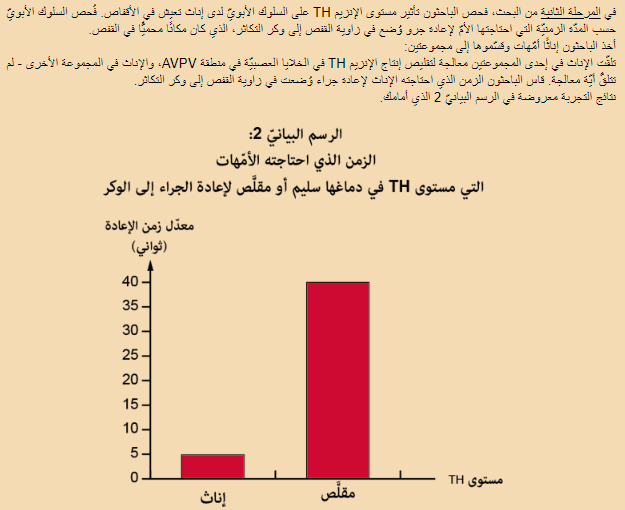 في المرحلة الثانية من البحث، فحص الباحثون تأثير مستوى الإنزيم TH على السلوك الأبويّ لدى إناث تعيش في الأقفاص. فُحص السلوك الأبويّ
حسب المدّة الزمنيّة التي احتاجتها الأمّ لإعادة جرو وُضع في زاوية القفص إلى وكر التكاثر، الذي كان مكانًا محميًّا في القفص.
أخذ الباحثون إناثًا أمّهات وقسّموها إلى مجموعتين:
تلقّت الإناث في إحدى المجموعتين معالجة لتقليص إنتاج الإنزيم TH في الخلايا العصبيّة في منطقة AVPV، والإناث في المجموعة الأخرى - لم
تتلقَّ أيّة معالجة. قاس الباحثون الزمن الذي احتاجته الإناث لإعادة جراء وُضعت في زاوية القفص إلى وكر التكاثر.
نتائج التجربة معروضة في الرسم البيانيّ 2 الذي أمامك.
الرسم البيانيّ 2:
الزمن الذي احتاجته الأمّهات
التي مستوى TH في دماغها سليم أو مقلَّص لإعادة الجراء إلى الوكر
معدّل زمن الإعادة
(ثواني)
40
35
30
25
20
15
10
5
0
مستوى TH
مقلَّص
إناث